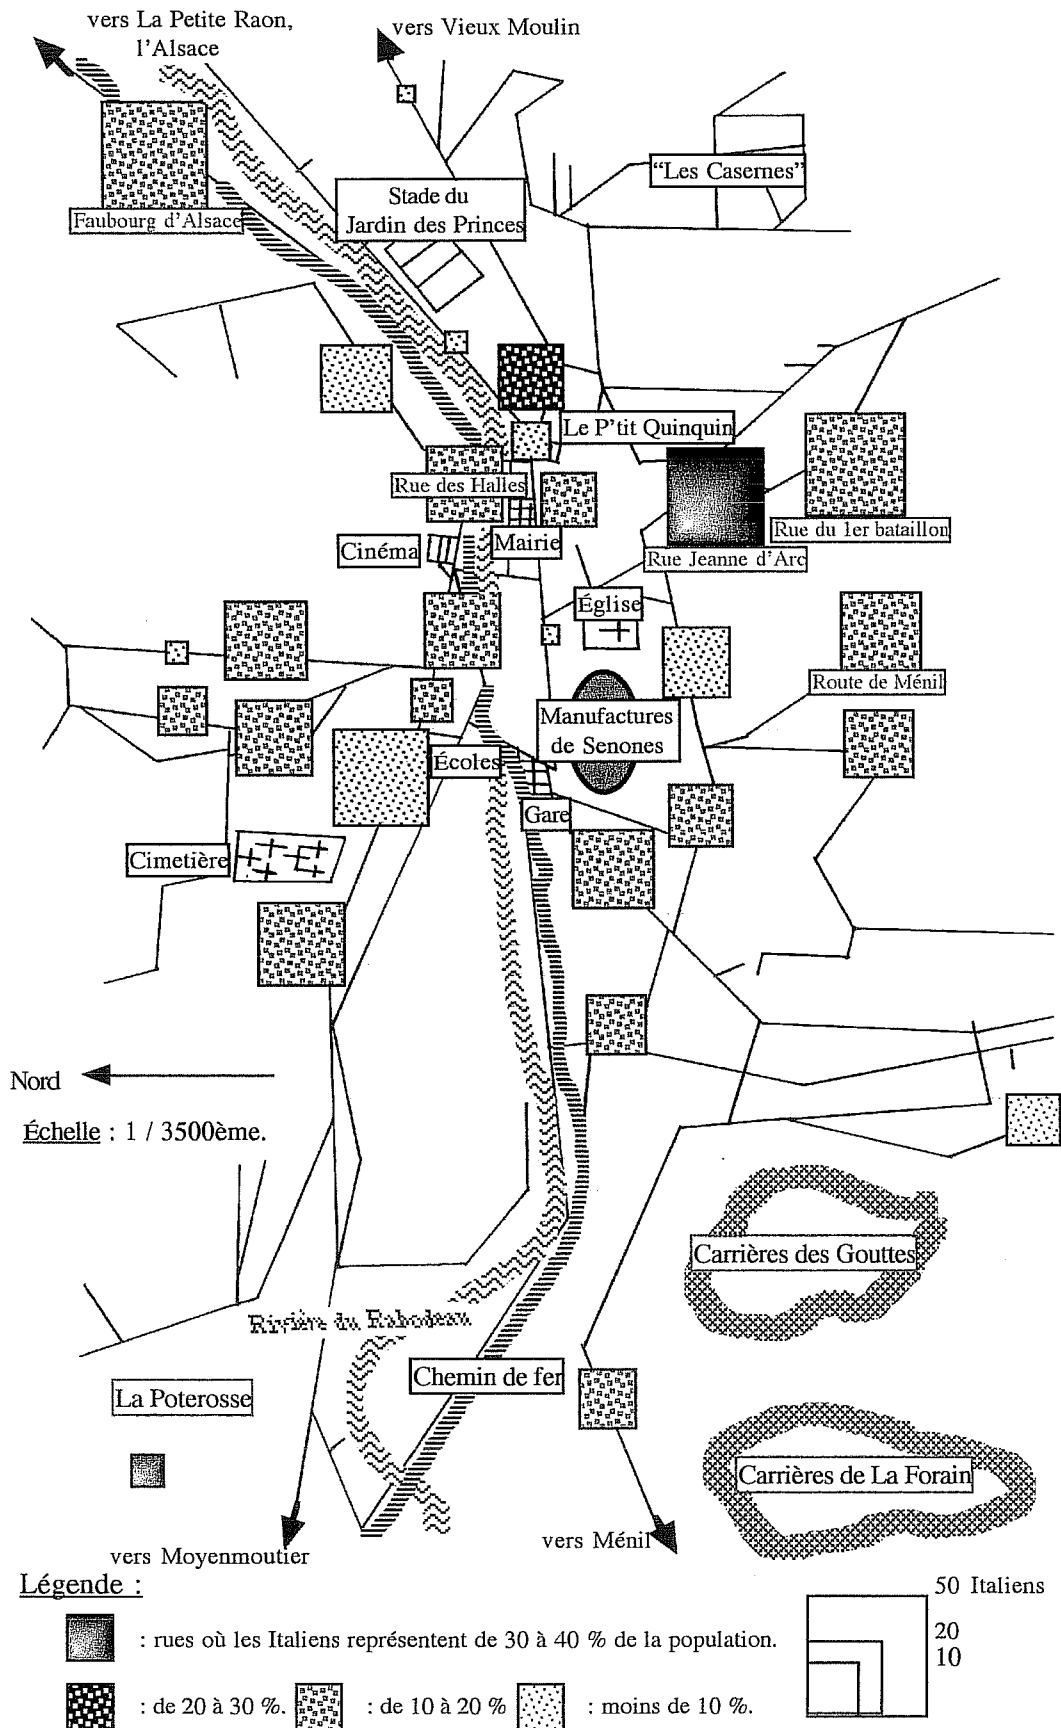 vers La Petite Raon,
l'Alsace
vers Vieux Moulin
“Les Casernes”
Stade du
Jardin des Princes
Faubourg d'Alsace
Le P'tit Quinquin
Rue des Halles
Rue du 1er bataillon
Cinéma
Mairie
Rue Jeanne d'Arc
Église
Route de Ménil
Manufactures
de Senones
Écoles
Gare
Cimetière
Nord
Échelle : 1 / 3500ème.
Carrières des Gouttes
Rivière du Rabodeau
Chemin de fer
La Poterosse
Carrières de La Forain
vers Ménil
vers Moyenmoutier
Légende :
50 Italiens
20
10
: rues où les Italiens représentent de 30 à 40 % de la population.
: de 20 à 30 %.
: de 10 à 20 %
: moins de 10 %.